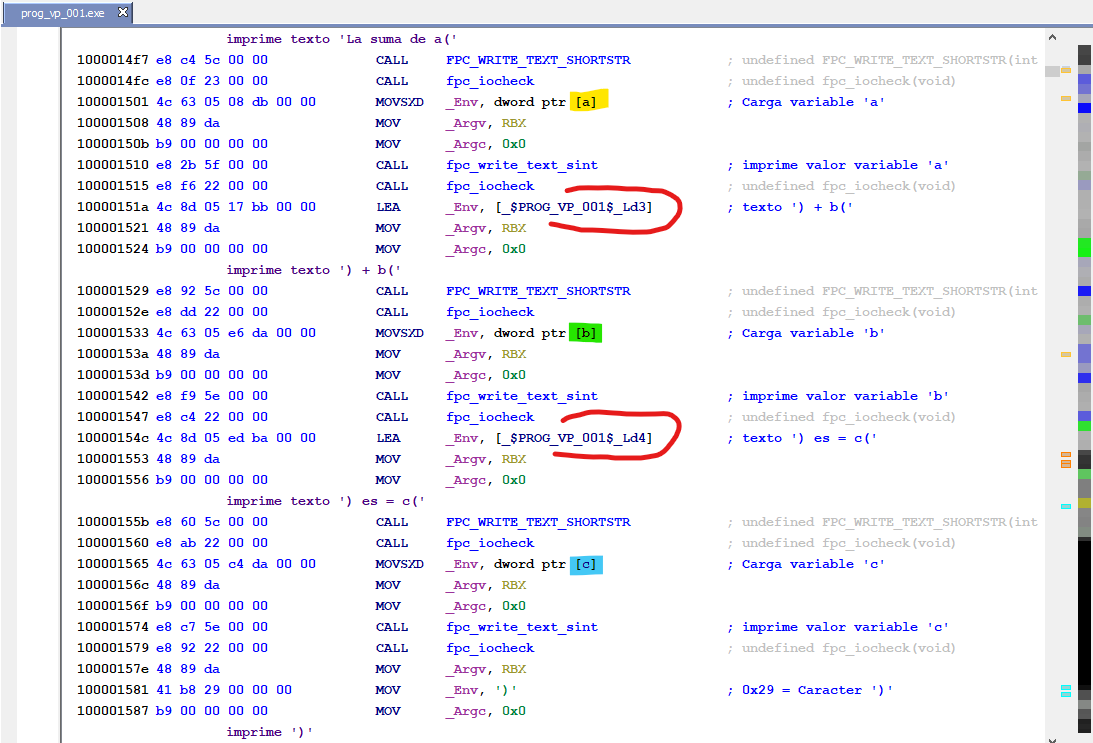 prog_vp_001.exe
imprime texto 'La suma de a('
1000014f7 e8 c4 5c 00 00 CALL FPC_WRITE_TEXT_SHORTSTR ; undefined FPC_WRITE_TEXT_SHORTSTR(int
1000014fc e8 0f 23 00 00 CALL fpc_iocheck ; undefined fpc_iocheck(void)
100001501 4c 63 05 08 db 00 00 MOVSXD _Env, dword ptr [a] ; Carga variable 'a'
100001508 48 89 da MOV _Argv, RBX
10000150b b9 00 00 00 00 MOV _Argc, 0x0
100001510 e8 2b 5f 00 00 CALL fpc_write_text_sint ; imprime valor variable 'a'
100001515 e8 f6 22 00 00 CALL fpc_iocheck ; undefined fpc_iocheck(void)
10000151a 4c 8d 05 17 bb 00 00 LEA _Env, [_$PROG_VP_001$_Ld3] ; texto ') + b('
100001521 48 89 da MOV _Argv, RBX
100001524 b9 00 00 00 00 MOV _Argc, 0x0
imprime texto ') + b('
100001529 e8 92 5c 00 00 CALL FPC_WRITE_TEXT_SHORTSTR ; undefined FPC_WRITE_TEXT_SHORTSTR(int
10000152e e8 dd 22 00 00 CALL fpc_iocheck ; undefined fpc_iocheck(void)
100001533 4c 63 05 e6 da 00 00 MOVSXD _Env, dword ptr [b] ; Carga variable 'b'
10000153a 48 89 da MOV _Argv, RBX
10000153d b9 00 00 00 00 MOV _Argc, 0x0
100001542 e8 f9 5e 00 00 CALL fpc_write_text_sint ; imprime valor variable 'b'
100001547 e8 c4 22 00 00 CALL fpc_iocheck ; undefined fpc_iocheck(void)
10000154c 4c 8d 05 ed ba 00 00 LEA _Env, [_$PROG_VP_001$_Ld4] ; texto ') es = c('
100001553 48 89 da MOV _Argv, RBX
100001556 b9 00 00 00 00 MOV _Argc, 0x0
imprime texto ') es = c('
10000155b e8 60 5c 00 00 CALL FPC_WRITE_TEXT_SHORTSTR ; undefined FPC_WRITE_TEXT_SHORTSTR(int
100001560 e8 ab 22 00 00 CALL fpc_iocheck ; undefined fpc_iocheck(void)
100001565 4c 63 05 c4 da 00 00 MOVSXD _Env, dword ptr [c] ; Carga variable 'c'
10000156c 48 89 da MOV _Argv, RBX
10000156f b9 00 00 00 00 MOV _Argc, 0x0
100001574 e8 c7 5e 00 00 CALL fpc_write_text_sint ; imprime valor variable 'c'
100001579 e8 92 22 00 00 CALL fpc_iocheck ; undefined fpc_iocheck(void)
10000157e 48 89 da MOV _Argv, RBX
100001581 41 b8 29 00 00 00 MOV _Env, ')' ; 0x29 = Caracter ')'
100001587 b9 00 00 00 00 MOV _Argc, 0x0
imprime ')'